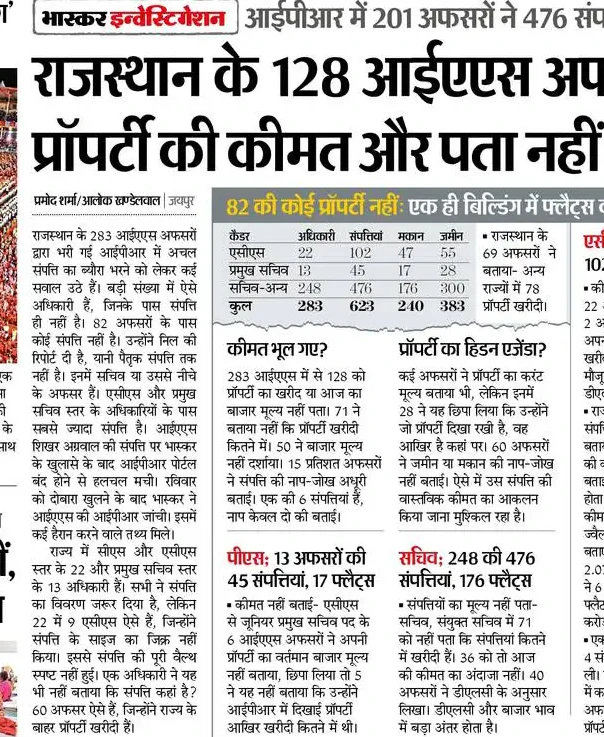 भास्कर इन्वेस्टिगेशन
आईपीआर में 201 अफसरों ने 476
राजस्थान के 128 आईएएस
प्रॉपर्टी की कीमत और पता नहीं
प्रमोद शर्मा/आलोक खण्डेलवाल | जयपुर
राजस्थान के 283 आईएएस अफसरों
द्वारा भरी गई आईपीआर में अचल
संपत्ति का ब्यौरा भरने को लेकर कई
सवाल उठे हैं। बड़ी संख्या में ऐसे
अधिकारी हैं, जिनके पास संपत्ति
ही नहीं है। 82 अफसरों के पास
कोई संपत्ति नहीं है। उन्होंने निल की
रिपोर्ट दी है, यानी पैतृक संपत्ति तक
नहीं है। इनमें सचिव या उससे नीचे
के अफसर हैं। एसीएस और प्रमुख
सचिव स्तर के अधिकारियों के पास
सबसे ज्यादा संपत्ति है। आईएएस
शिखर अग्रवाल की संपत्ति पर भास्कर
के खुलासे के बाद आईपीआर पोर्टल
बंद होने से हलचल मची। रविवार
को दोबारा खुलने के बाद भास्कर ने
आईएएस की आईपीआर जांची। इसमें
कई हैरान करने वाले तथ्य मिले।
राज्य में सीएस और एसीएस
स्तर के 22 और प्रमुख सचिव स्तर
के 13 अधिकारी हैं। सभी ने संपत्ति
का विवरण जरूर दिया है, लेकिन
22 में 9 एसीएस ऐसे हैं, जिन्होंने
संपत्ति के साइज का जिक्र नहीं
किया। इससे संपत्ति की पूरी वैल्थ
स्पष्ट नहीं हुई। एक अधिकारी ने यह
भी नहीं बताया कि संपत्ति कहां है?
60 अफसर ऐसे हैं, जिन्होंने राज्य के
बाहर प्रॉपर्टी खरीदी हैं।
82 की कोई प्रॉपर्टी नहीं: एक ही बिल्डिंग में फ्लैट्स
कैडर अधिकारी संपत्तियां मकान जमीन
एसीएस 22 102 47 55
प्रमुख सचिव 13 45 17 28
सचिव-अन्य 248 476 176 300
कुल 283 623 240 383
▪ राजस्थान के
69 अफसरों ने
बताया- अन्य
राज्यों में 78
प्रॉपर्टी खरीदी।
कीमत भूल गए?
283 आईएएस में से 128 को
प्रॉपर्टी का खरीद या आज का
बाजार मूल्य नहीं पता। 71 ने
बताया नहीं कि प्रॉपर्टी खरीदी
कितने में। 50 ने बाजार मूल्य
नहीं दर्शाया। 15 प्रतिशत अफसरों
ने संपत्ति की नाप-जोख अधूरी
बताई। एक की 6 संपत्तियां हैं,
नाप केवल दो की बताई।
प्रॉपर्टी का हिडन एजेंडा?
कई अफसरों ने प्रॉपर्टी का करंट
मूल्य बताया भी, लेकिन इनमें
28 ने यह छिपा लिया कि उन्होंने
जो प्रॉपर्टी दिखा रखी है, वह
आखिर है कहां पर। 60 अफसरों
ने जमीन या मकान की नाप-जोख
नहीं बताई। ऐसे में उस संपत्ति की
वास्तविक कीमत का आकलन
किया जाना मुश्किल रहा है।
पीएस; 13 अफसरों की
45 संपत्तियां, 17 फ्लैट्स
▪ कीमत नहीं बताई- एसीएस
से जूनियर प्रमुख सचिव पद के
6 आईएएस अफसरों ने अपनी
प्रॉपर्टी का वर्तमान बाजार मूल्य
नहीं बताया, छिपा लिया तो 5
ने यह नहीं बताया कि उन्होंने
आईपीआर में दिखाई प्रॉपर्टी
आखिर खरीदी कितने में थी।
सचिव; 248 की 476
संपत्तियां, 176 फ्लैट्स
▪ संपत्तियों का मूल्य नहीं पता-
सचिव, संयुक्त सचिव में 71
को नहीं पता कि संपत्तियां कितने
में खरीदी हैं। 36 को तो आज
की कीमत का अंदाजा नहीं। 40
अफसरों ने डीएलसी के अनुसार
लिखा। डीएलसी और बाजार भाव
में बड़ा अंतर होता है।